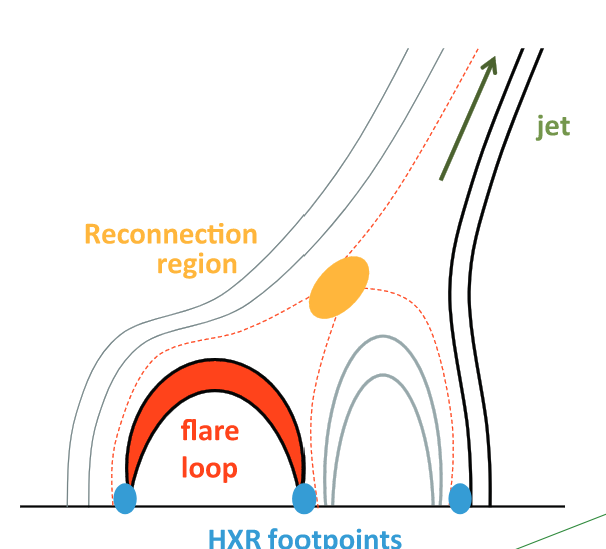 jet
Reconnection
region
flare
loop
HXR footpoints